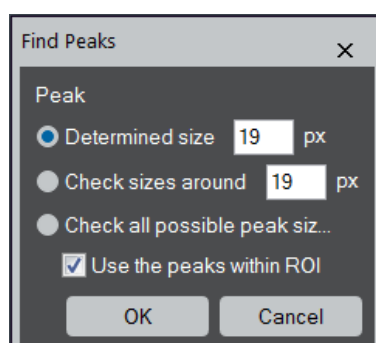 Find Peaks
Peak
Determined size 19 px
Check sizes around 19 px
Check all possible peak siz...
Use the peaks within ROI
OK Cancel